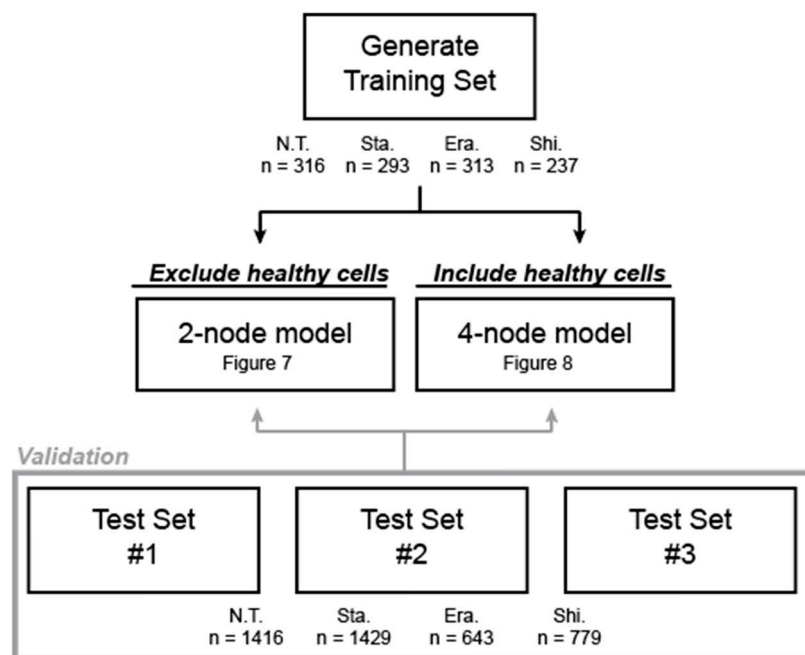 Generate
Training Set
N.T. Sta. Era. Shi.
n = 316 n = 293 n = 313 n = 237
Exclude healthy cells Include healthy cells
2-node model 4-node model
Figure 7 Figure 8
Validation
Test Set Test Set Test Set
#1 #2 #3
N.T. Sta. Era. Shi.
n = 1416 n = 1429 n = 643 n = 779